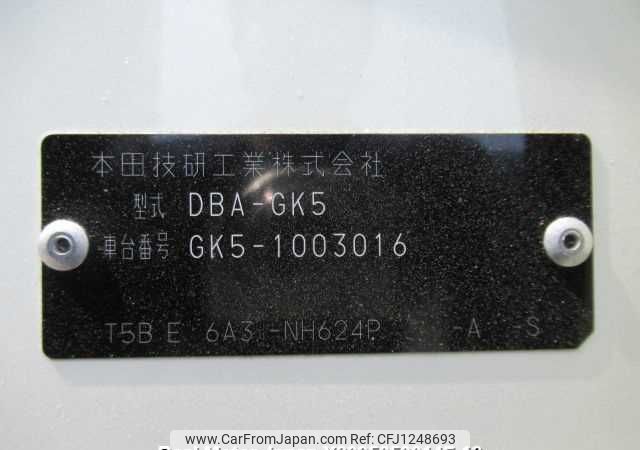 本田技研工業株式会社
型式 DBA-GK5
車台番号 GK5-1003016
T5B E 6A3 -NH624P -A -S
www.CarFromJapan.com Ref:CFJ1248693